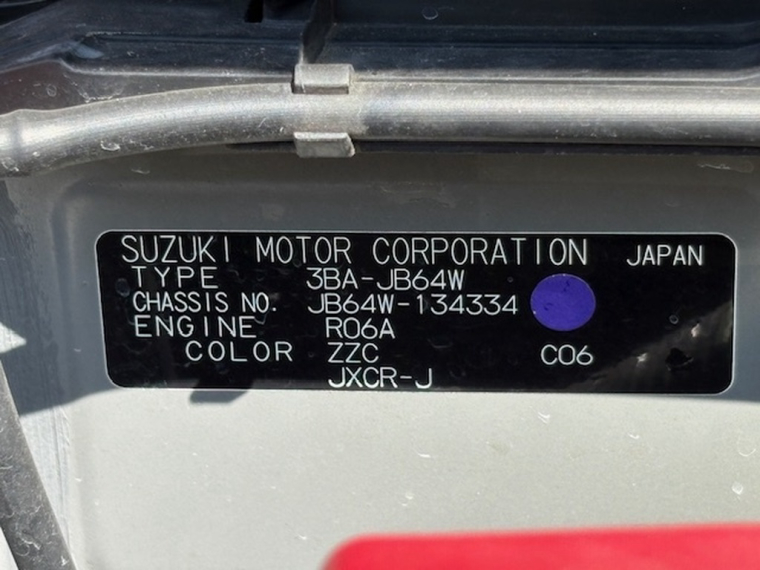 SUZUKI MOTOR CORPORATION JAPAN
TYPE 3BA-JB64W
CHASSIS NO. JB64W-134334
ENGINE R06A
COLOR ZZC C06
JXCR-J